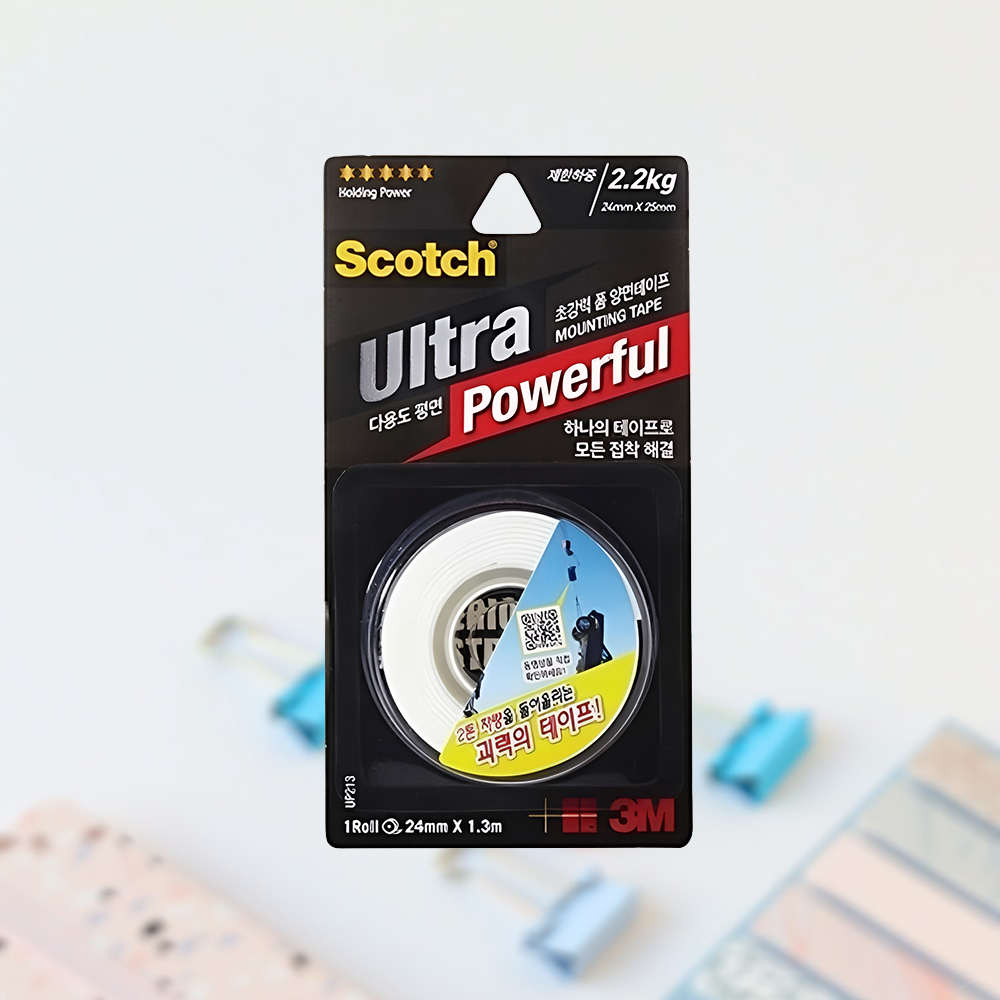 Holding Power
제한하중
2.2kg
24mm X 25mm
Scotch®
Ultra
초강력 폼 양면테이프
MOUNTING TAPE
Powerful
다용도 평면
하나의 테이프로
모든 접착 해결
2톤 차량을 들어올리는
괴력의 테이프!
UP213
1Roll 24mm X 1.3m
3M